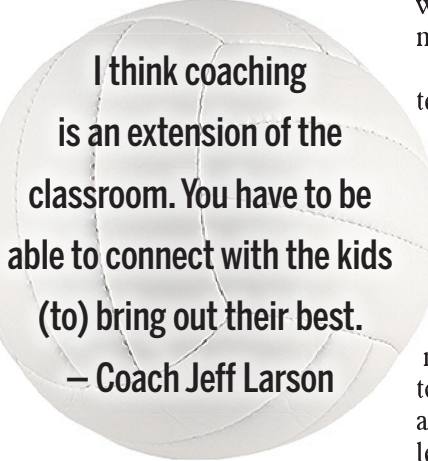 I think coaching
is an extension of the
classroom. You have to be
able to connect with the kids
(to) bring out their best.
– Coach Jeff Larson